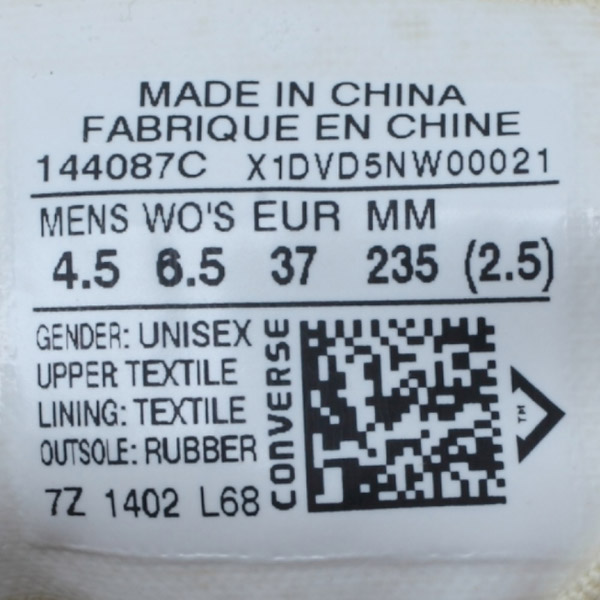 MADE IN CHINA
FABRIQUE EN CHINE
144087C X1DVD5NW00021
MENS WO'S EUR MM
4.5 6.5 37 235 (2.5)
GENDER: UNISEX
UPPER TEXTILE
LINING: TEXTILE
OUTSOLE: RUBBER
7Z 1402 L68
CONVERSE
TM